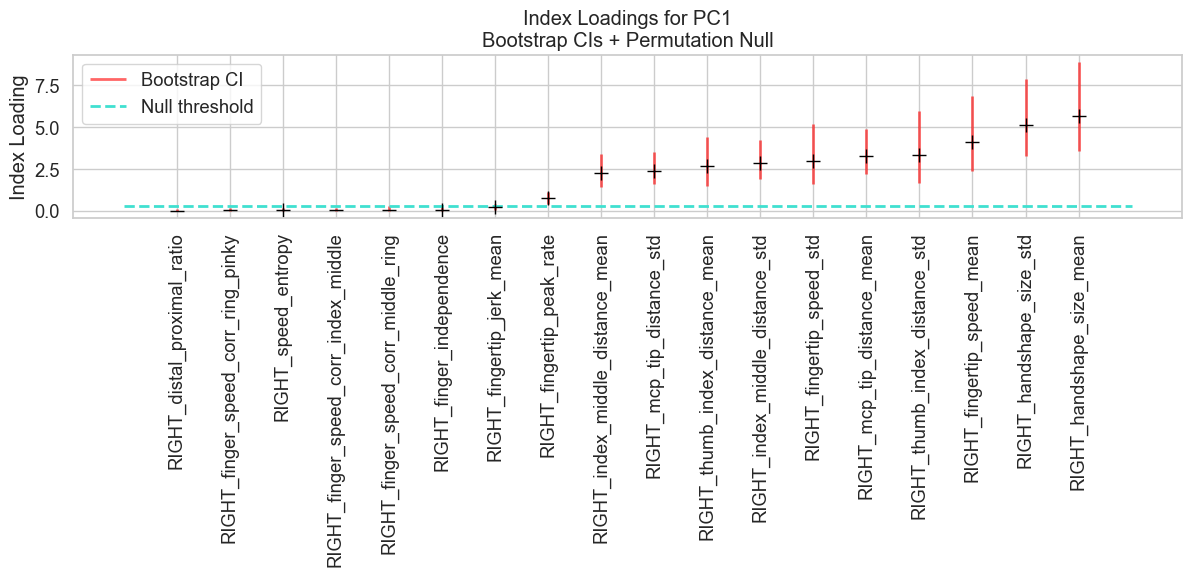 Index Loadings for PC1
Bootstrap CIs + Permutation Null
Index Loading
7.5
5.0
2.5
0.0
Bootstrap CI
Null threshold
RIGHT_distal_proximal_ratio
RIGHT_finger_speed_corr_ring_pinky
RIGHT_speed_entropy
RIGHT_finger_speed_corr_index_middle
RIGHT_finger_speed_corr_middle_ring
RIGHT_finger_independence
RIGHT_fingertip_jerk_mean
RIGHT_fingertip_peak_rate
RIGHT_index_middle_distance_mean
RIGHT_mcp_tip_distance_std
RIGHT_thumb_index_distance_mean
RIGHT_index_middle_distance_std
RIGHT_fingertip_speed_std
RIGHT_mcp_tip_distance_mean
RIGHT_thumb_index_distance_std
RIGHT_fingertip_speed_mean
RIGHT_handshape_size_std
RIGHT_handshape_size_mean